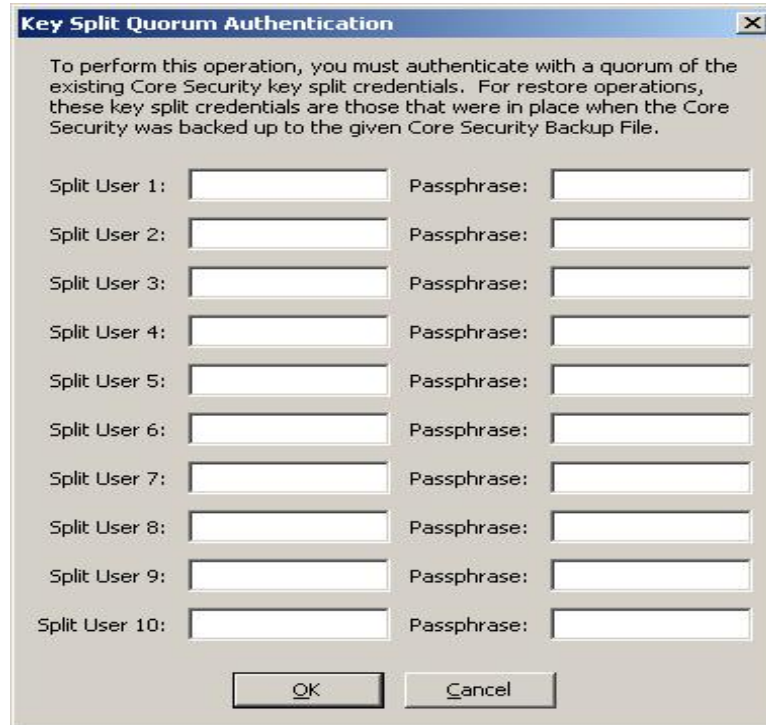 Key Split Quorum Authentication
To perform this operation, you must authenticate with a quorum of the
existing Core Security key split credentials. For restore operations,
these key split credentials are those that were in place when the Core
Security was backed up to the given Core Security Backup File.
Split User 1: Passphrase:
Split User 2: Passphrase:
Split User 3: Passphrase:
Split User 4: Passphrase:
Split User 5: Passphrase:
Split User 6: Passphrase:
Split User 7: Passphrase:
Split User 8: Passphrase:
Split User 9: Passphrase:
Split User 10: Passphrase:
OK Cancel